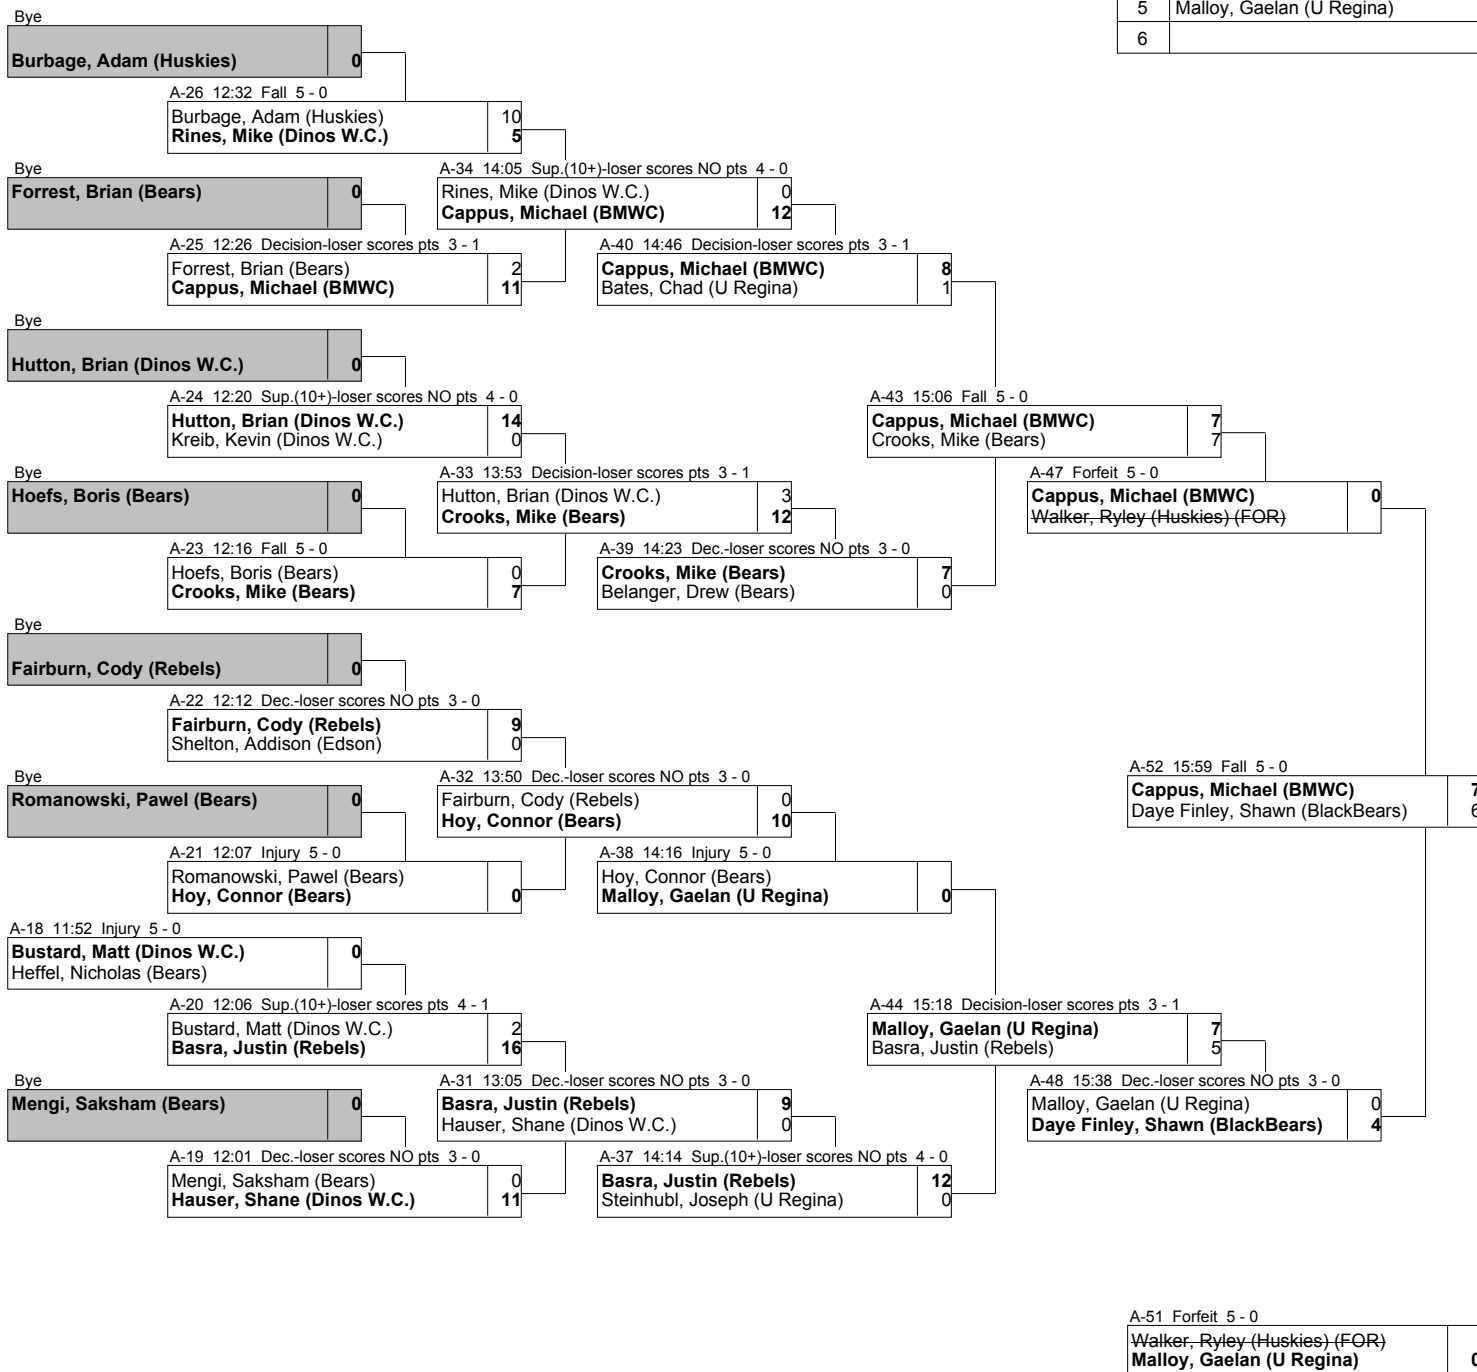 5 Malloy, Gaelan (U Regina)
6
Bye
Burbage, Adam (Huskies) 0
A-26 12:32 Fall 5 - 0
Burbage, Adam (Huskies) 10
Rines, Mike (Dinos W.C.) 5
Bye
Forrest, Brian (Bears) 0
A-34 14:05 Sup.(10+)-loser scores NO pts 4 - 0
Rines, Mike (Dinos W.C.) 0
Cappus, Michael (BMWC) 12
A-25 12:26 Decision-loser scores pts 3 - 1
Forrest, Brian (Bears) 2
Cappus, Michael (BMWC) 11
A-40 14:46 Decision-loser scores pts 3 - 1
Cappus, Michael (BMWC) 8
Bates, Chad (U Regina) 1
Bye
Hutton, Brian (Dinos W.C.) 0
A-24 12:20 Sup.(10+)-loser scores NO pts 4 - 0
Hutton, Brian (Dinos W.C.) 14
Kreib, Kevin (Dinos W.C.) 0
A-43 15:06 Fall 5 - 0
Cappus, Michael (BMWC) 7
Crooks, Mike (Bears) 7
Bye
Hoefs, Boris (Bears) 0
A-33 13:53 Decision-loser scores pts 3 - 1
Hutton, Brian (Dinos W.C.) 3
Crooks, Mike (Bears) 12
A-47 Forfeit 5 - 0
Cappus, Michael (BMWC) 0
Walker, Ryley (Huskies) (FOR)
A-23 12:16 Fall 5 - 0
Hoefs, Boris (Bears) 0
Crooks, Mike (Bears) 7
A-39 14:23 Dec.-loser scores NO pts 3 - 0
Crooks, Mike (Bears) 7
Belanger, Drew (Bears) 0
Bye
Fairburn, Cody (Rebels) 0
A-22 12:12 Dec.-loser scores NO pts 3 - 0
Fairburn, Cody (Rebels) 9
Shelton, Addison (Edson) 0
A-52 15:59 Fall 5 - 0
Cappus, Michael (BMWC) 7
Daye Finley, Shawn (BlackBears) 6
Bye
Romanowski, Pawel (Bears) 0
A-32 13:50 Dec.-loser scores NO pts 3 - 0
Fairburn, Cody (Rebels) 0
Hoy, Connor (Bears) 10
A-21 12:07 Injury 5 - 0
Romanowski, Pawel (Bears)
Hoy, Connor (Bears) 0
A-38 14:16 Injury 5 - 0
Hoy, Connor (Bears)
Malloy, Gaelan (U Regina) 0
A-18 11:52 Injury 5 - 0
Bustard, Matt (Dinos W.C.) 0
Heffel, Nicholas (Bears)
A-20 12:06 Sup.(10+)-loser scores pts 4 - 1
Bustard, Matt (Dinos W.C.) 2
Basra, Justin (Rebels) 16
A-44 15:18 Decision-loser scores pts 3 - 1
Malloy, Gaelan (U Regina) 7
Basra, Justin (Rebels) 5
Bye
Mengi, Saksham (Bears) 0
A-31 13:05 Dec.-loser scores NO pts 3 - 0
Basra, Justin (Rebels) 9
Hauser, Shane (Dinos W.C.) 0
A-48 15:38 Dec.-loser scores NO pts 3 - 0
Malloy, Gaelan (U Regina) 0
Daye Finley, Shawn (BlackBears) 4
A-19 12:01 Dec.-loser scores NO pts 3 - 0
Mengi, Saksham (Bears) 0
Hauser, Shane (Dinos W.C.) 11
A-37 14:14 Sup.(10+)-loser scores NO pts 4 - 0
Basra, Justin (Rebels) 12
Steinhubl, Joseph (U Regina) 0
A-51 Forfeit 5 - 0
Walker, Ryley (Huskies) (FOR)
Malloy, Gaelan (U Regina) 0